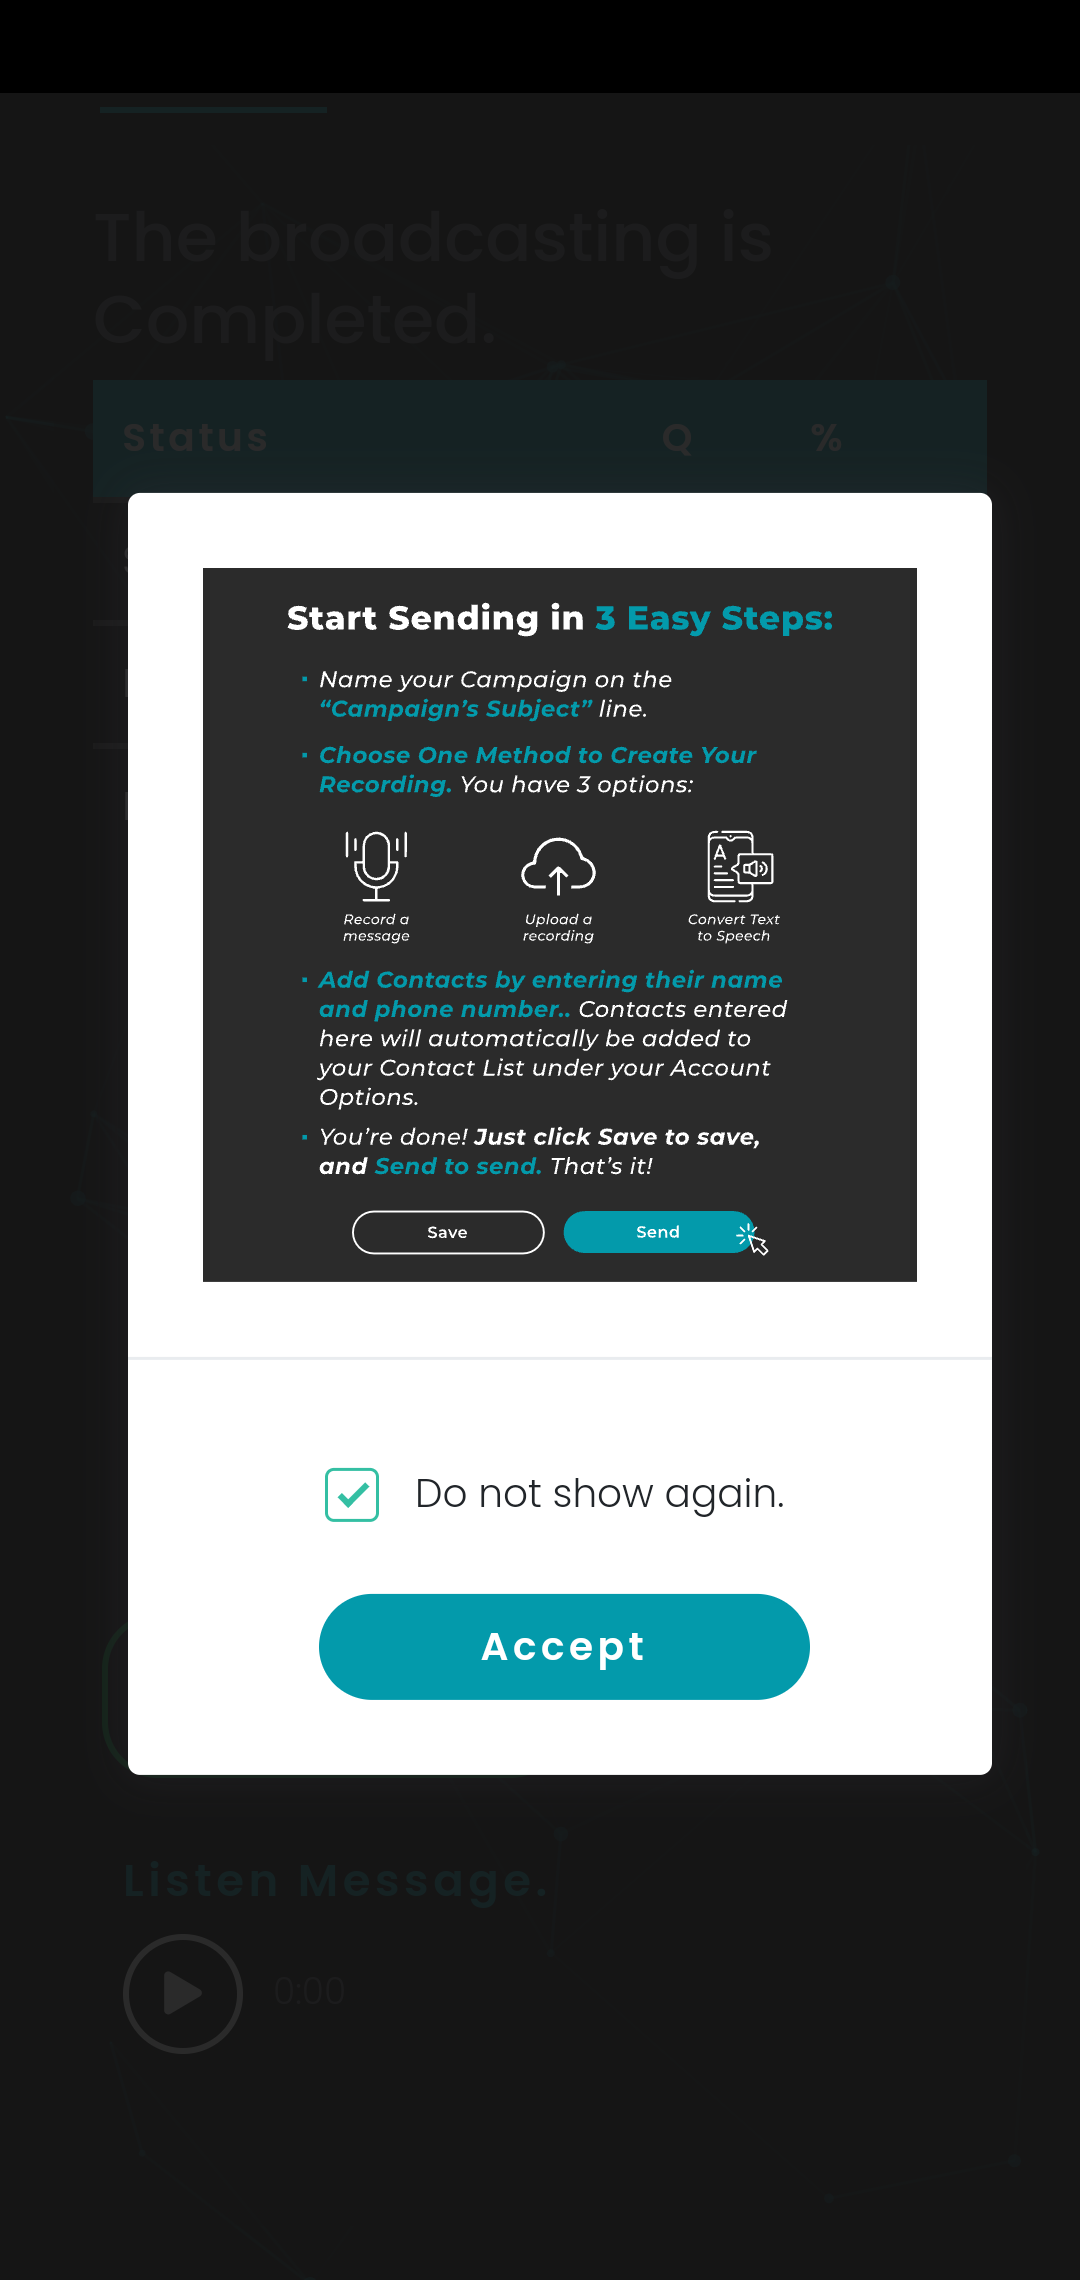 The broadcasting is
Completed.
Status Q %
Start Sending in 3 Easy Steps:
· Name your Campaign on the
“Campaign’s Subject” line.
· Choose One Method to Create Your
Recording. You have 3 options:
Record a
message
Upload a
recording
A
Convert Text
to Speech
· Add Contacts by entering their name
and phone number.. Contacts entered
here will automatically be added to
your Contact List under your Account
Options.
· You’re done! Just click Save to save,
and Send to send. That’s it!
Save Send
Do not show again.
Accept
Listen Message.
0:00